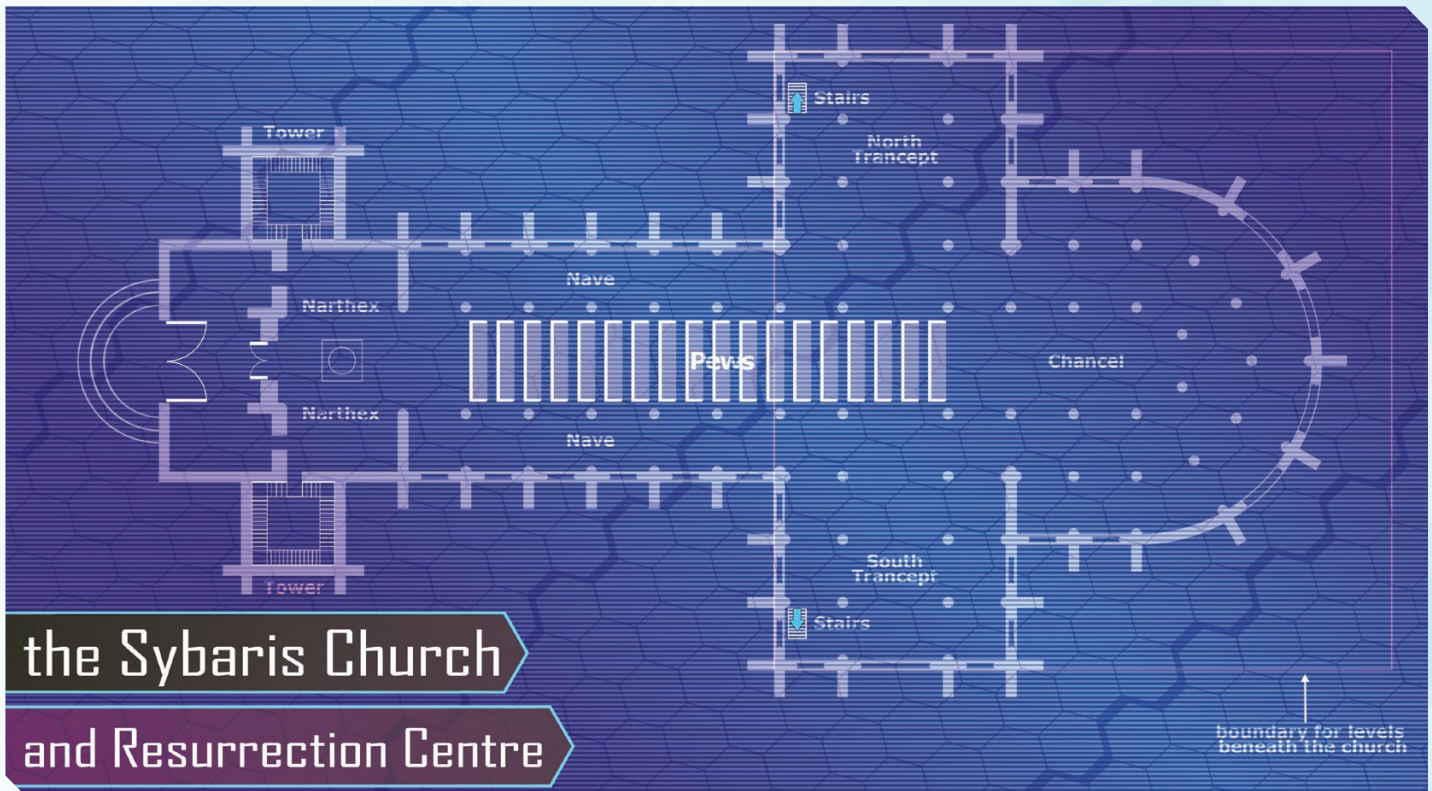 Stairs
Tower
North
Trancept
Nave
Narthex
Pews
Chancel
Narthex
Nave
South
Trancept
Tower
Stairs
the Sybaris Church
and Resurrection Centre
boundary for levels
beneath the church